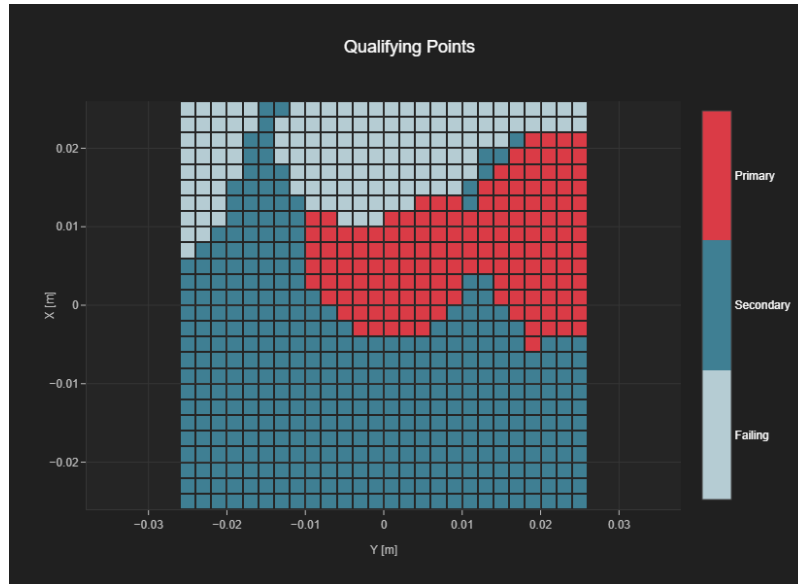 Qualifying Points
0.02
0.01
0
−0.01
−0.02
X [m]
−0.03
−0.02
−0.01
0
0.01
0.02
0.03
Y [m]
Primary
Secondary
Failing